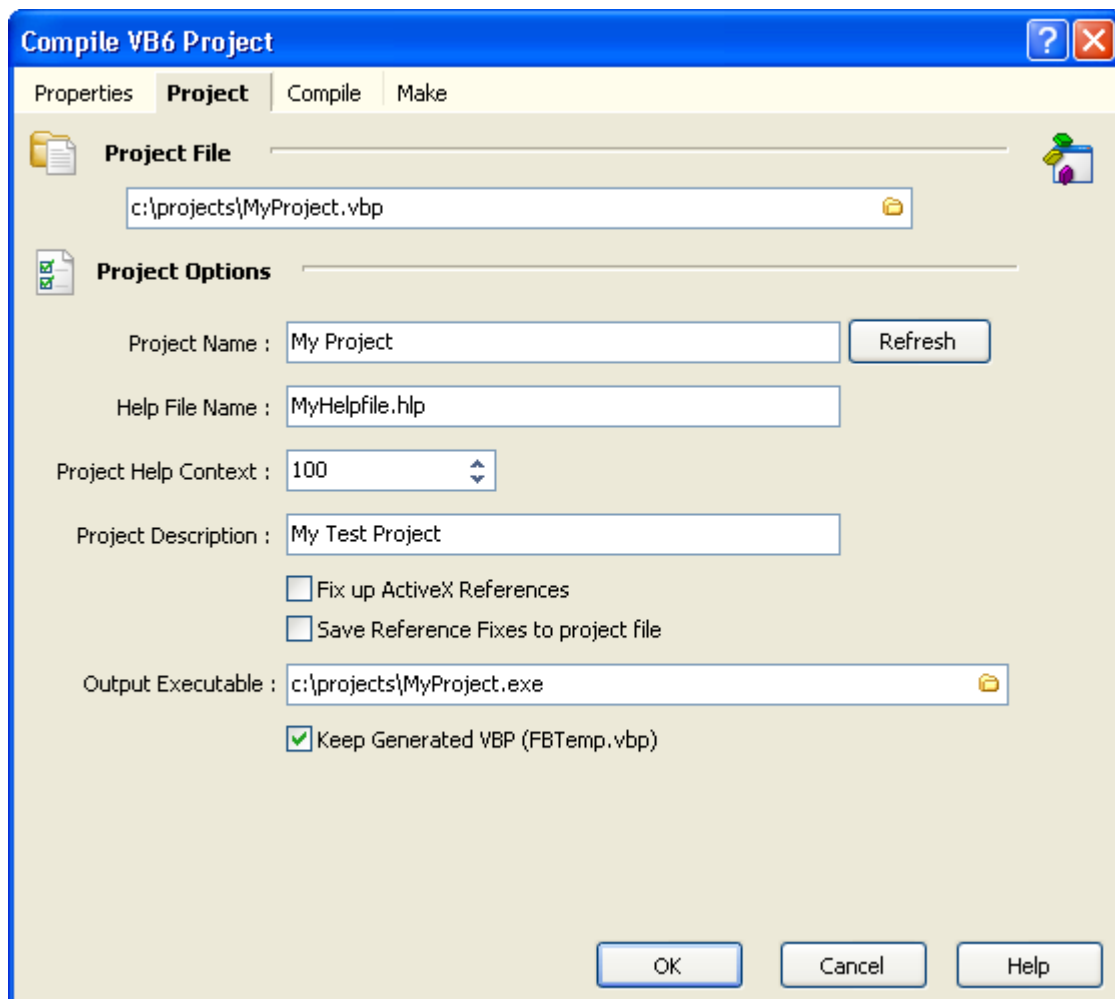 Compile VB6 Project
Properties Project Compile Make
Project File
c:\projects\MyProject.vbp
Project Options
Project Name : My Project Refresh
Help File Name : MyHelpfile.hlp
Project Help Context : 100
Project Description : My Test Project
Fix up ActiveX References
Save Reference Fixes to project file
Output Executable : c:\projects\MyProject.exe
Keep Generated VBP (FBTemp.vbp)
OK Cancel Help